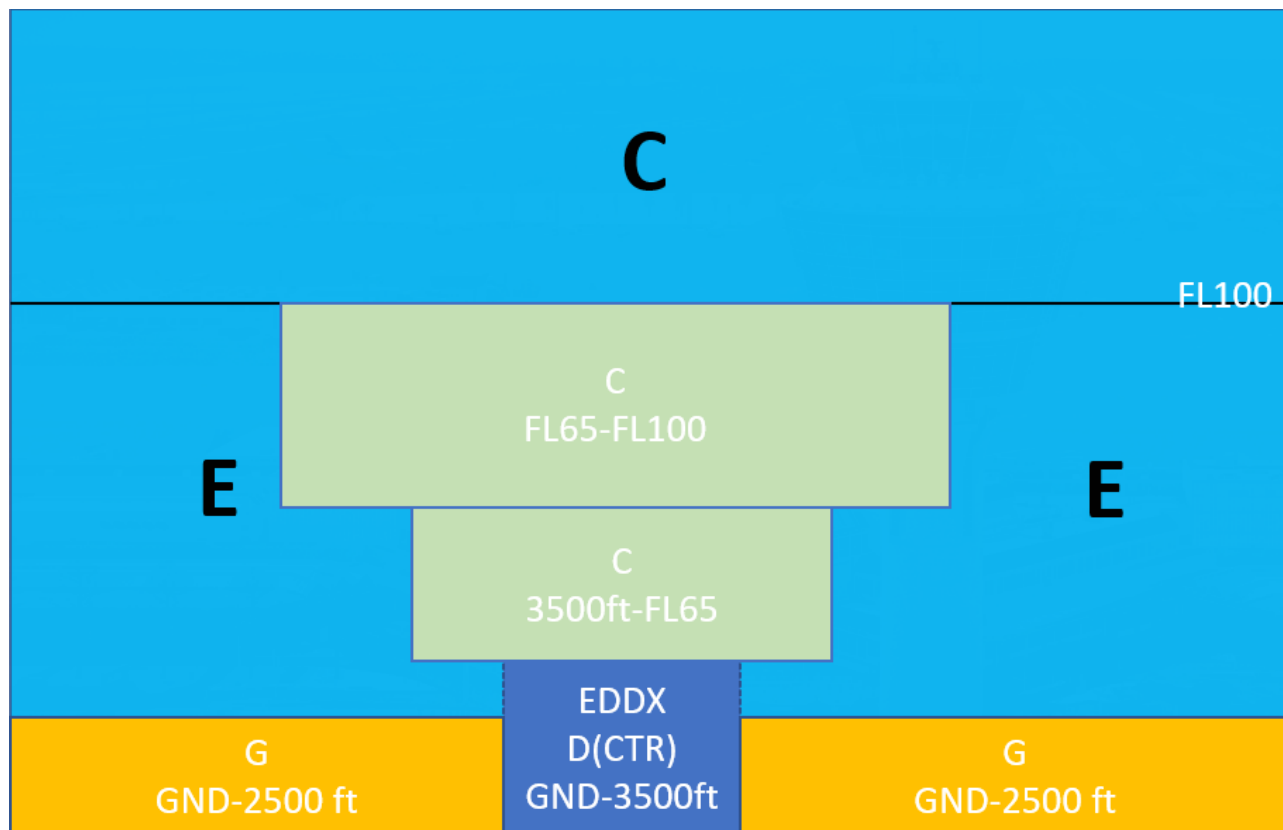 C
FL100
C
FL65-FL100
E
E
C
3500ft-FL65
EDDX
D(CTR)
GND-3500ft
G
GND-2500 ft
G
GND-2500 ft